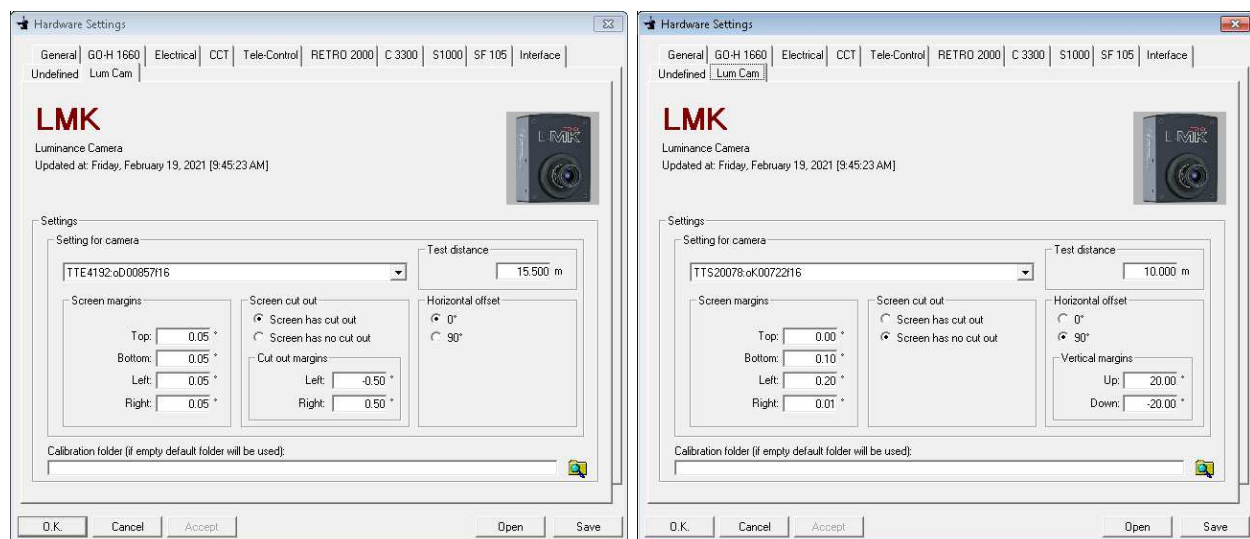 Hardware Settings
General GO-H 1660 Electrical CCT Tele-Control RETRO 2000 C 3300 S1000 SF 105 Interface
Undefined Lum Cam
LMK
Luminance Camera
Updated at: Friday, February 19, 2021 [9:45:23 AM]
LMK
Settings
Setting for camera
TTE4192:oD00857f16
Test distance
15.500 m
Screen margins
Top: 0.05 °
Bottom: 0.05 °
Left: 0.05 °
Right: 0.05 °
Screen cut out
Screen has cut out
Screen has no cut out
Cut out margins
Left: -0.50 °
Right: 0.50 °
Horizontal offset
0°
90°
Calibration folder (if empty default folder will be used):
O.K. Cancel Accept Open Save
Hardware Settings
General GO-H 1660 Electrical CCT Tele-Control RETRO 2000 C 3300 S1000 SF 105 Interface
Undefined Lum Cam
LMK
Luminance Camera
Updated at: Friday, February 19, 2021 [9:45:23 AM]
LMK
Settings
Setting for camera
TTS20078:oK00722f16
Test distance
10.000 m
Screen margins
Top: 0.00 °
Bottom: 0.10 °
Left: 0.20 °
Right: 0.01 °
Screen cut out
Screen has cut out
Screen has no cut out
Horizontal offset
0°
90°
Vertical margins
Up: 20.00 °
Down: -20.00 °
Calibration folder (if empty default folder will be used):
O.K. Cancel Accept Open Save